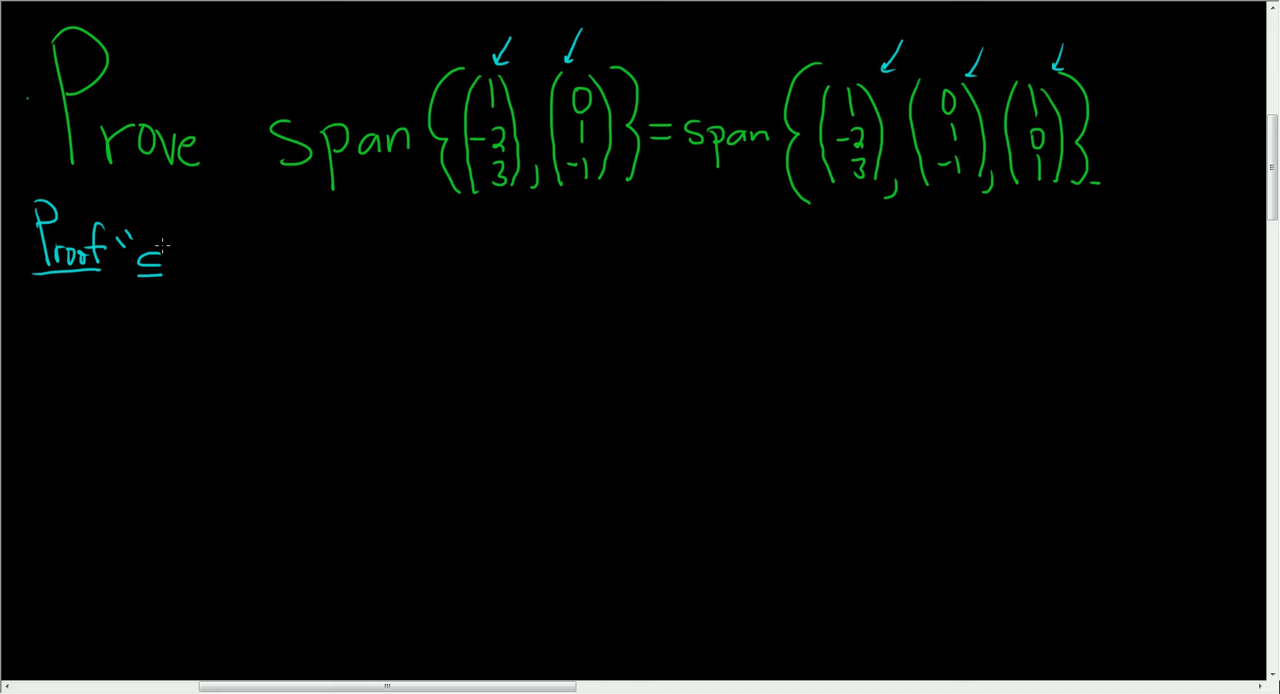 Prove span {(1 -2 3), (0 1 -1)} = span {(1 -2 3), (0 1 -1), (1 0 1)}.
Proof "⊆